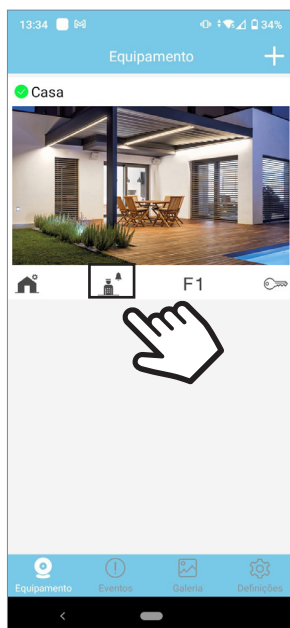 13:34 34%
Equipamento
Casa
F1
Equipamento Eventos Galeria Definições